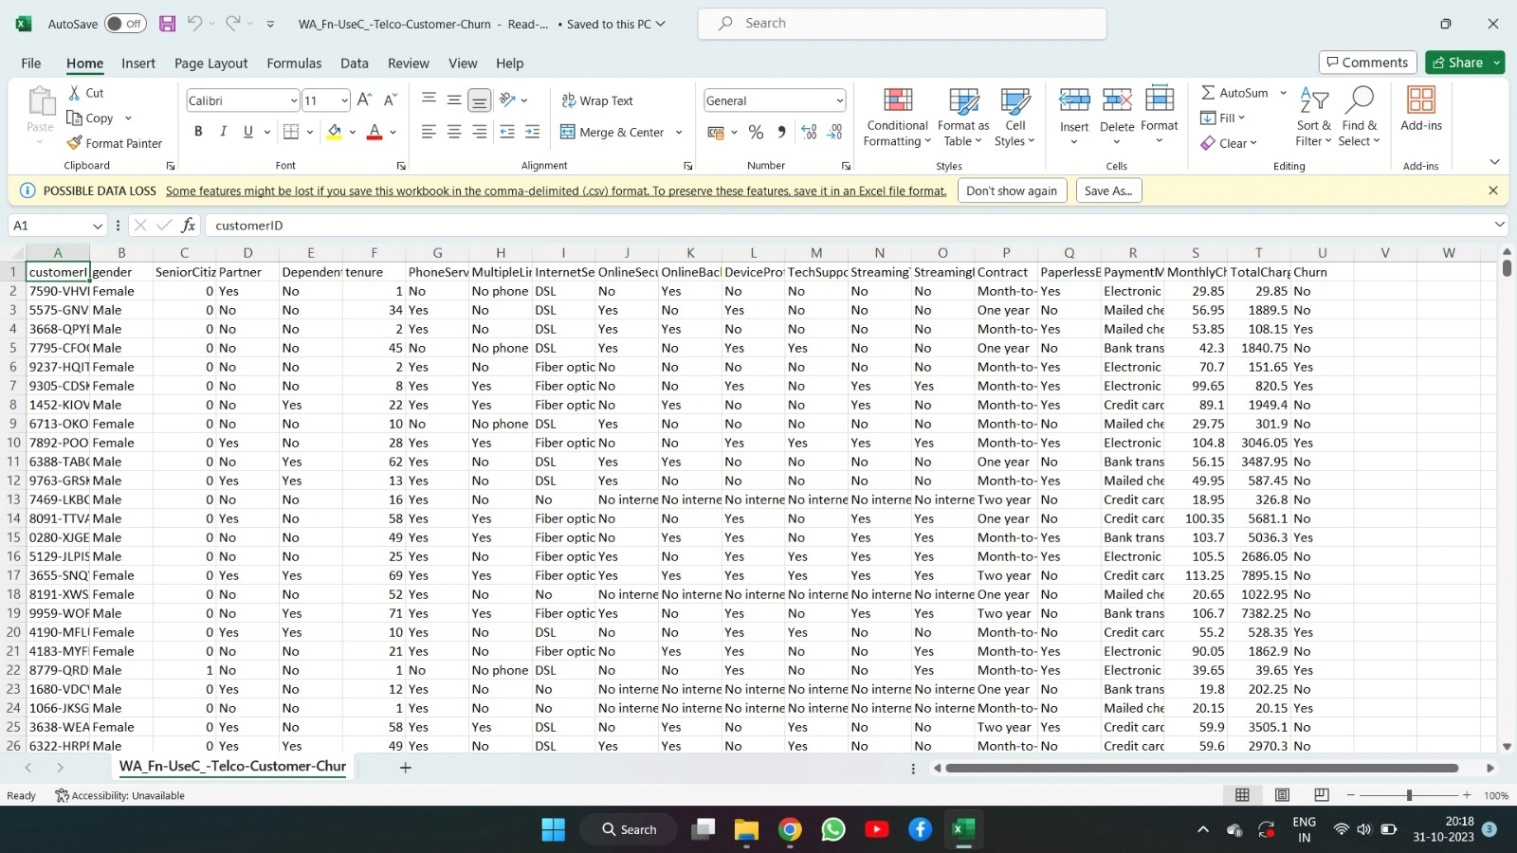 AutoSave Off WA_Fn-UseC_-Telco-Customer-Churn - Read-... • Saved to this PC Search
File Home Insert Page Layout Formulas Data Review View Help Comments Share
Cut Calibri 11 Wrap Text General AutoSum
Paste Copy Fill
Format Painter B I U Merge & Center % Conditional Formatting Format as Table Cell Styles Insert Delete Format Clear Sort & Filter Find & Select Add-ins
Clipboard Font Alignment Number Styles Cells Editing Add-ins
POSSIBLE DATA LOSS Some features might be lost if you save this workbook in the comma-delimited (.csv) format. To preserve these features, save it in an Excel file format. Don't show again Save As...
A1 fx customerID
A B C D E F G H I J K L M N O P Q R S T U V W
1 customerI gender SeniorCitiz Partner Dependent tenure PhoneServ MultipleLin InternetSe OnlineSecu OnlineBac DevicePro TechSuppo Streaming StreamingI Contract PaperlessB PaymentM MonthlyCh TotalCharg Churn
2 7590-VHVI Female 0 Yes No 1 No No phone DSL No Yes No No No No Month-to- Yes Electronic 29.85 29.85 No
3 5575-GNV Male 0 No No 34 Yes No DSL Yes No Yes No No No One year No Mailed che 56.95 1889.5 No
4 3668-QPYE Male 0 No No 2 Yes No DSL Yes Yes No No No No Month-to- Yes Mailed che 53.85 108.15 Yes
5 7795-CFO Male 0 No No 45 No No phone DSL Yes No Yes Yes No No One year No Bank trans 42.3 1840.75 No
6 9237-HQIT Female 0 No No 2 Yes No Fiber optic No No No No No No Month-to- Yes Electronic 70.7 151.65 Yes
7 9305-CDSK Female 0 No No 8 Yes Yes Fiber optic No No Yes No Yes Yes Month-to- Yes Electronic 99.65 820.5 Yes
8 1452-KIOV Male 0 No Yes 22 Yes Yes Fiber optic No Yes No No Yes No Month-to- Yes Credit card 89.1 1949.4 No
9 6713-OKO Female 0 No No 10 No No phone DSL Yes No No No No No Month-to- No Mailed che 29.75 301.9 No
10 7892-POO Female 0 Yes No 28 Yes Yes Fiber optic No No Yes Yes Yes Yes Month-to- Yes Electronic 104.8 3046.05 Yes
11 6388-TABG Male 0 No Yes 62 Yes No DSL Yes Yes No No No No One year No Bank trans 56.15 3487.95 No
12 9763-GRSK Male 0 Yes Yes 13 Yes No DSL Yes No No No No No Month-to- Yes Mailed che 49.95 587.45 No
13 7469-LKBC Male 0 No No 16 Yes No No No interne No interne No interne No interne No interne No interne Two year No Credit card 18.95 326.8 No
14 8091-TTVA Male 0 Yes No 58 Yes Yes Fiber optic No No Yes No Yes Yes One year No Credit card 100.35 5681.1 No
15 0280-XJGE Male 0 No No 49 Yes Yes Fiber optic No Yes Yes No Yes Yes Month-to- Yes Bank trans 103.7 5036.3 Yes
16 5129-JLPIS Male 0 No No 25 Yes No Fiber optic Yes No Yes Yes Yes Yes Month-to- Yes Electronic 105.5 2686.05 No
17 3655-SNQ Female 0 Yes Yes 69 Yes Yes Fiber optic Yes Yes Yes Yes Yes Yes Two year No Credit card 113.25 7895.15 No
18 8191-XWS Female 0 No No 52 Yes No No No interne No interne No interne No interne No interne No interne One year No Mailed che 20.65 1022.95 No
19 9959-WOF Male 0 No Yes 71 Yes Yes Fiber optic Yes No Yes No Yes Yes Two year No Bank trans 106.7 7382.25 No
20 4190-MFLU Female 0 Yes Yes 10 Yes No DSL No No Yes Yes No No Month-to- No Credit card 55.2 528.35 Yes
21 4183-MYF Female 0 No No 21 Yes No Fiber optic No Yes Yes No No Yes Month-to- Yes Electronic 90.05 1862.9 No
22 8779-QRD Male 1 No No 1 No No phone DSL No No Yes No No Yes Month-to- Yes Electronic 39.65 39.65 Yes
23 1680-VDC Male 0 Yes No 12 Yes No No No interne No interne No interne No interne No interne No interne One year No Bank trans 19.8 202.25 No
24 1066-JKSG Male 0 No No 1 Yes No No No interne No interne No interne No interne No interne No interne Month-to- No Mailed che 20.15 20.15 Yes
25 3638-WEA Female 0 Yes No 58 Yes Yes DSL No Yes No Yes No No Two year Yes Credit card 59.9 3505.1 No
26 6322-HRPF Male 0 Yes Yes 49 Yes No DSL Yes Yes No Yes No No Month-to- No Credit card 59.6 2970.3 No
WA_Fn-UseC_-Telco-Customer-Chur
Ready Accessibility: Unavailable 100%
Search ENG IN 20:18 31-10-2023 3